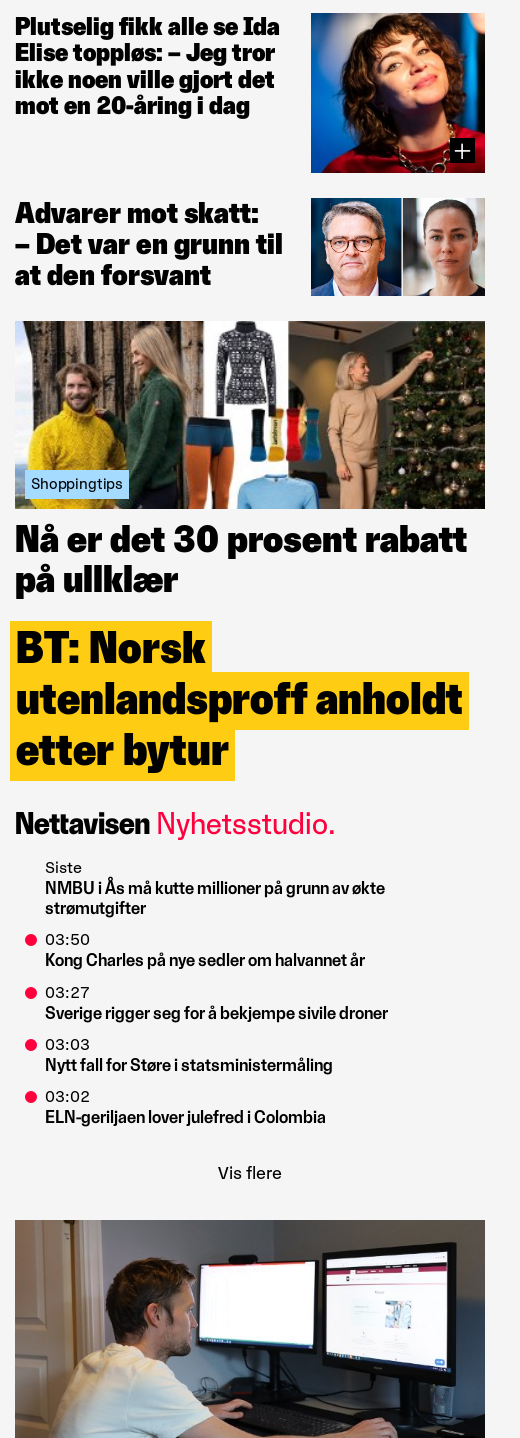 Plutselig fikk alle se Ida
Elise toppløs: – Jeg tror
ikke noen ville gjort det
mot en 20-åring i dag
Advarer mot skatt:
– Det var en grunn til
at den forsvant
Shoppingtips
Nå er det 30 prosent rabatt
på ullklær
BT: Norsk
utenlandsproff anholdt
etter bytur
Nettavisen Nyhetsstudio.
Siste
NMBU i Ås må kutte millioner på grunn av økte
strømutgifter
03:50
Kong Charles på nye sedler om halvannet år
03:27
Sverige rigger seg for å bekjempe sivile droner
03:03
Nytt fall for Støre i statsministermåling
03:02
ELN-geriljaen lover julefred i Colombia
Vis flere